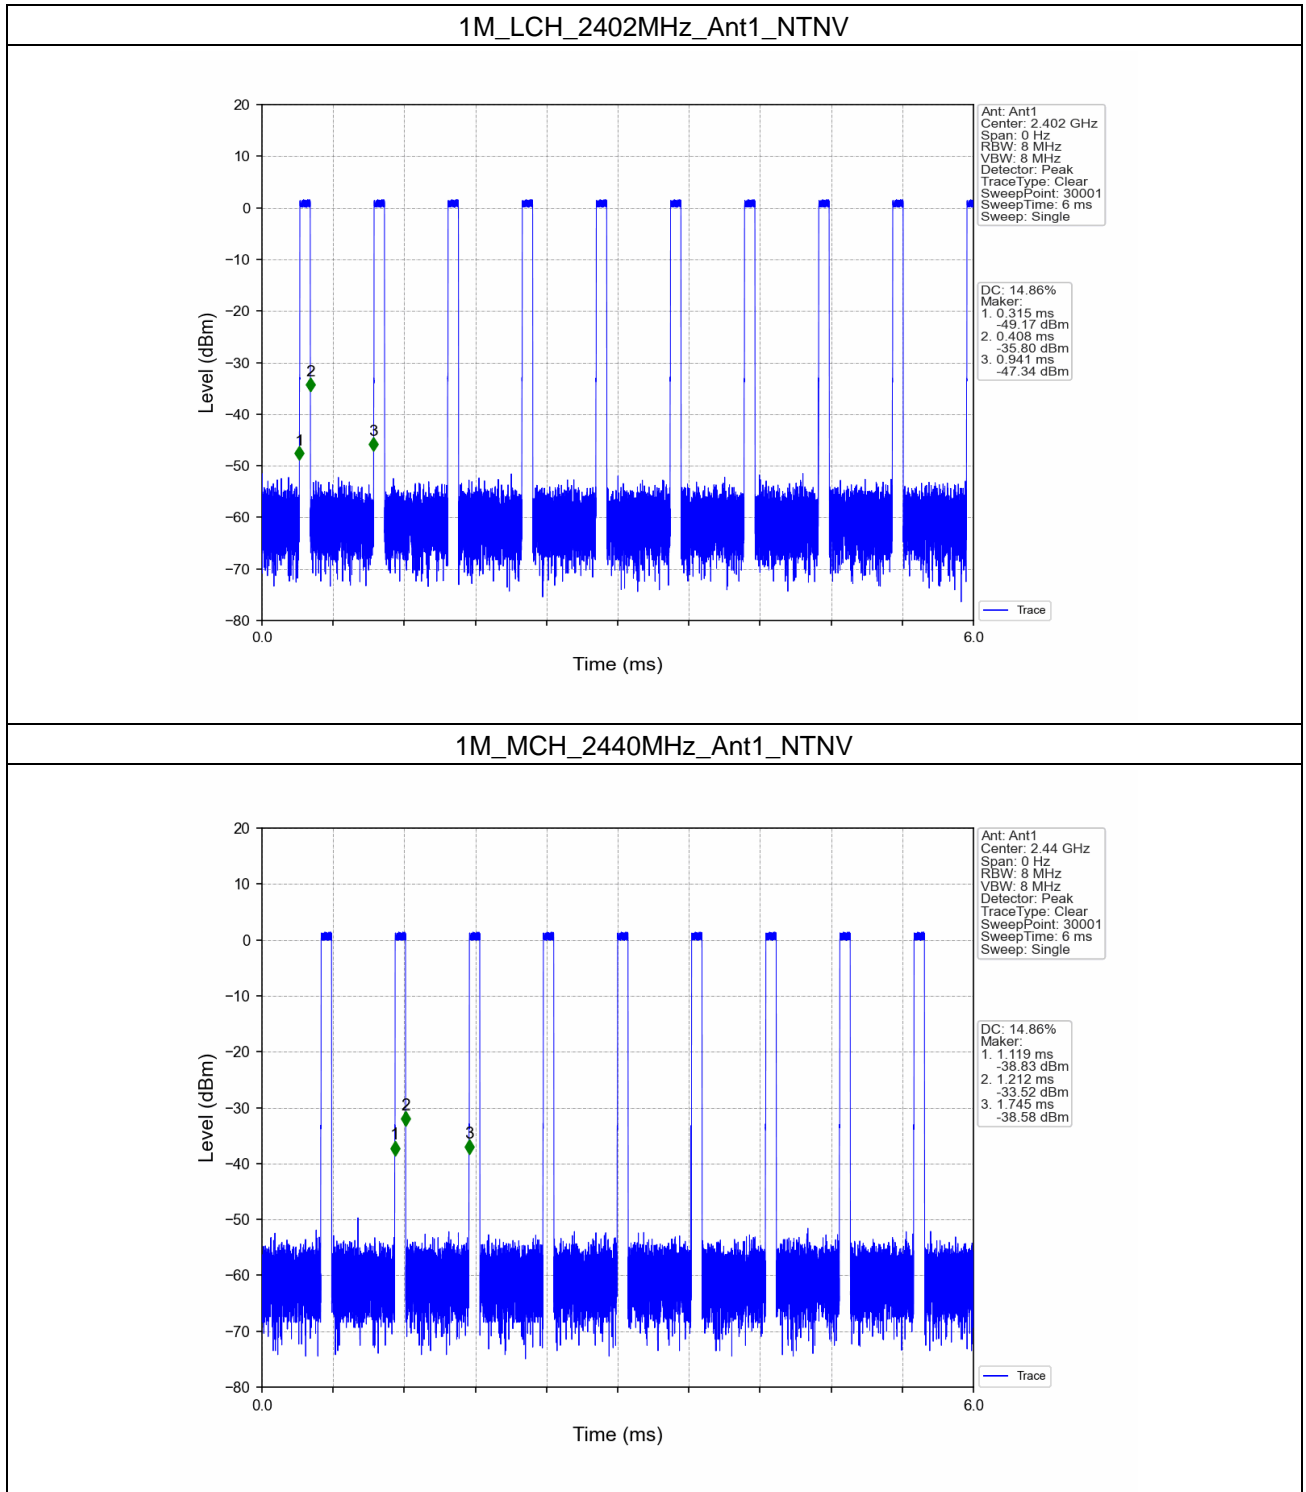 1M_LCH_2402MHz_Ant1_NTNV
20
10
0
−10
−20
−30
−40
−50
−60
−70
−80
Level (dBm)
1
2
3
0.0
6.0
Time (ms)
Ant: Ant1
Center: 2.402 GHz
Span: 0 Hz
RBW: 8 MHz
VBW: 8 MHz
Detector: Peak
TraceType: Clear
SweepPoint: 30001
SweepTime: 6 ms
Sweep: Single
DC: 14.86%
Maker:
1. 0.315 ms
-49.17 dBm
2. 0.408 ms
-35.80 dBm
3. 0.941 ms
-47.34 dBm
Trace
1M_MCH_2440MHz_Ant1_NTNV
20
10
0
−10
−20
−30
−40
−50
−60
−70
−80
Level (dBm)
1
2
3
0.0
6.0
Time (ms)
Ant: Ant1
Center: 2.44 GHz
Span: 0 Hz
RBW: 8 MHz
VBW: 8 MHz
Detector: Peak
TraceType: Clear
SweepPoint: 30001
SweepTime: 6 ms
Sweep: Single
DC: 14.86%
Maker:
1. 1.119 ms
-38.83 dBm
2. 1.212 ms
-33.52 dBm
3. 1.745 ms
-38.58 dBm
Trace